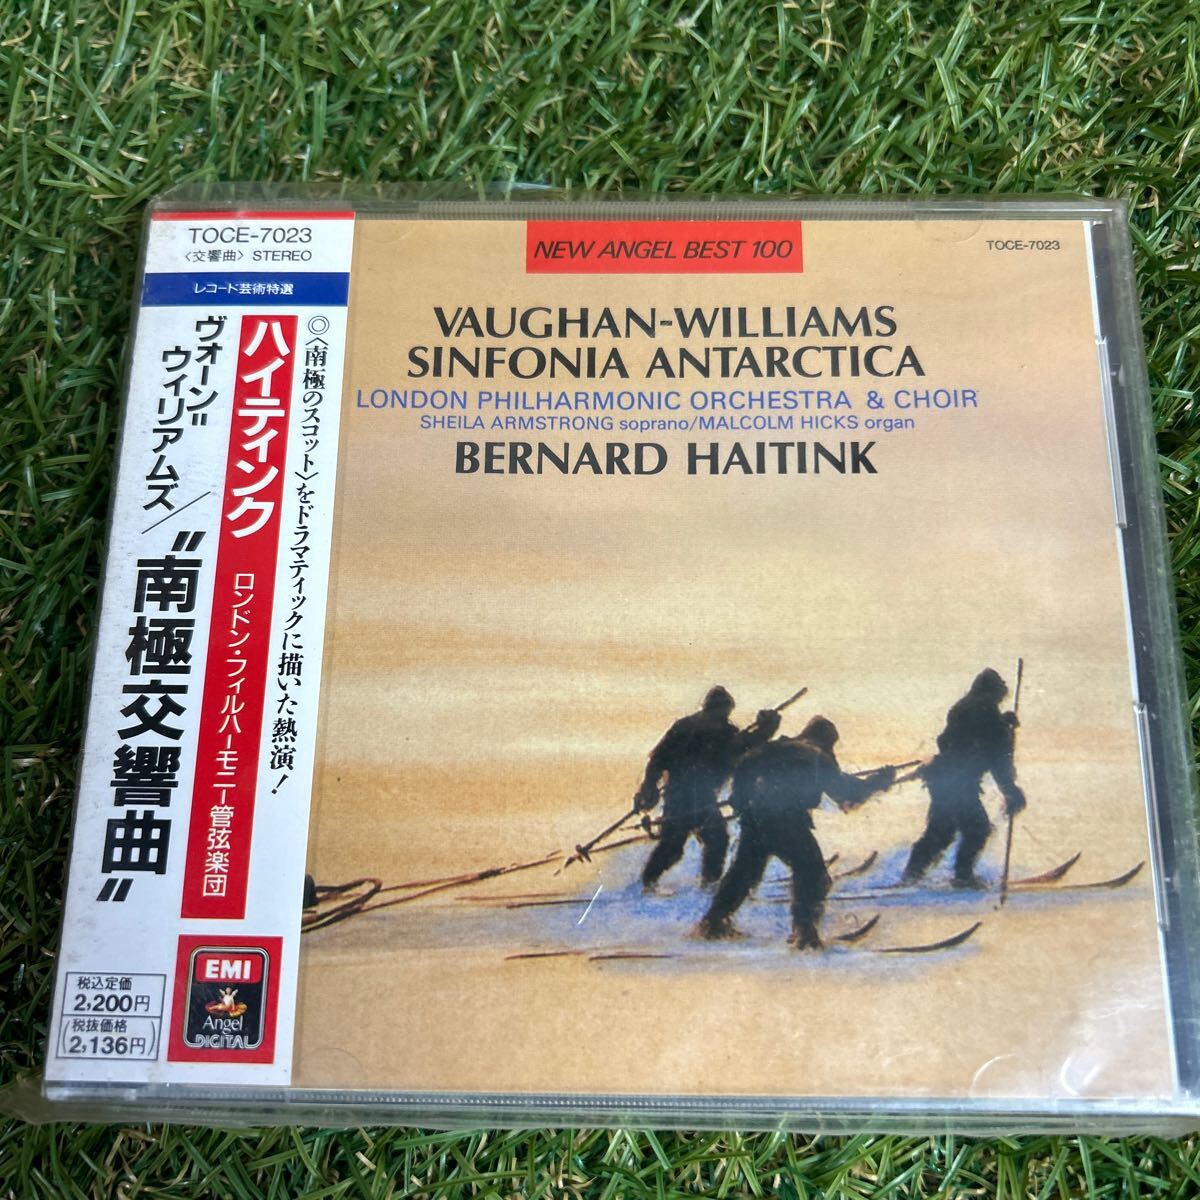 TOCE-7023
〈交響曲〉 STEREO
レコード芸術特選
◎〈南極のスコット〉をドラマティックに描いた熱演！
ハイティンク
ロンドン・フィルハーモニー管弦楽団
ヴォーン=
ウィリアムズ／
"南極交響曲"
EMI
Angel
DIGITAL
税込定価
2,200円
(税抜価格
2,136円)
NEW ANGEL BEST 100
TOCE-7023
VAUGHAN-WILLIAMS
SINFONIA ANTARCTICA
LONDON PHILHARMONIC ORCHESTRA & CHOIR
SHEILA ARMSTRONG soprano/MALCOLM HICKS organ
BERNARD HAITINK